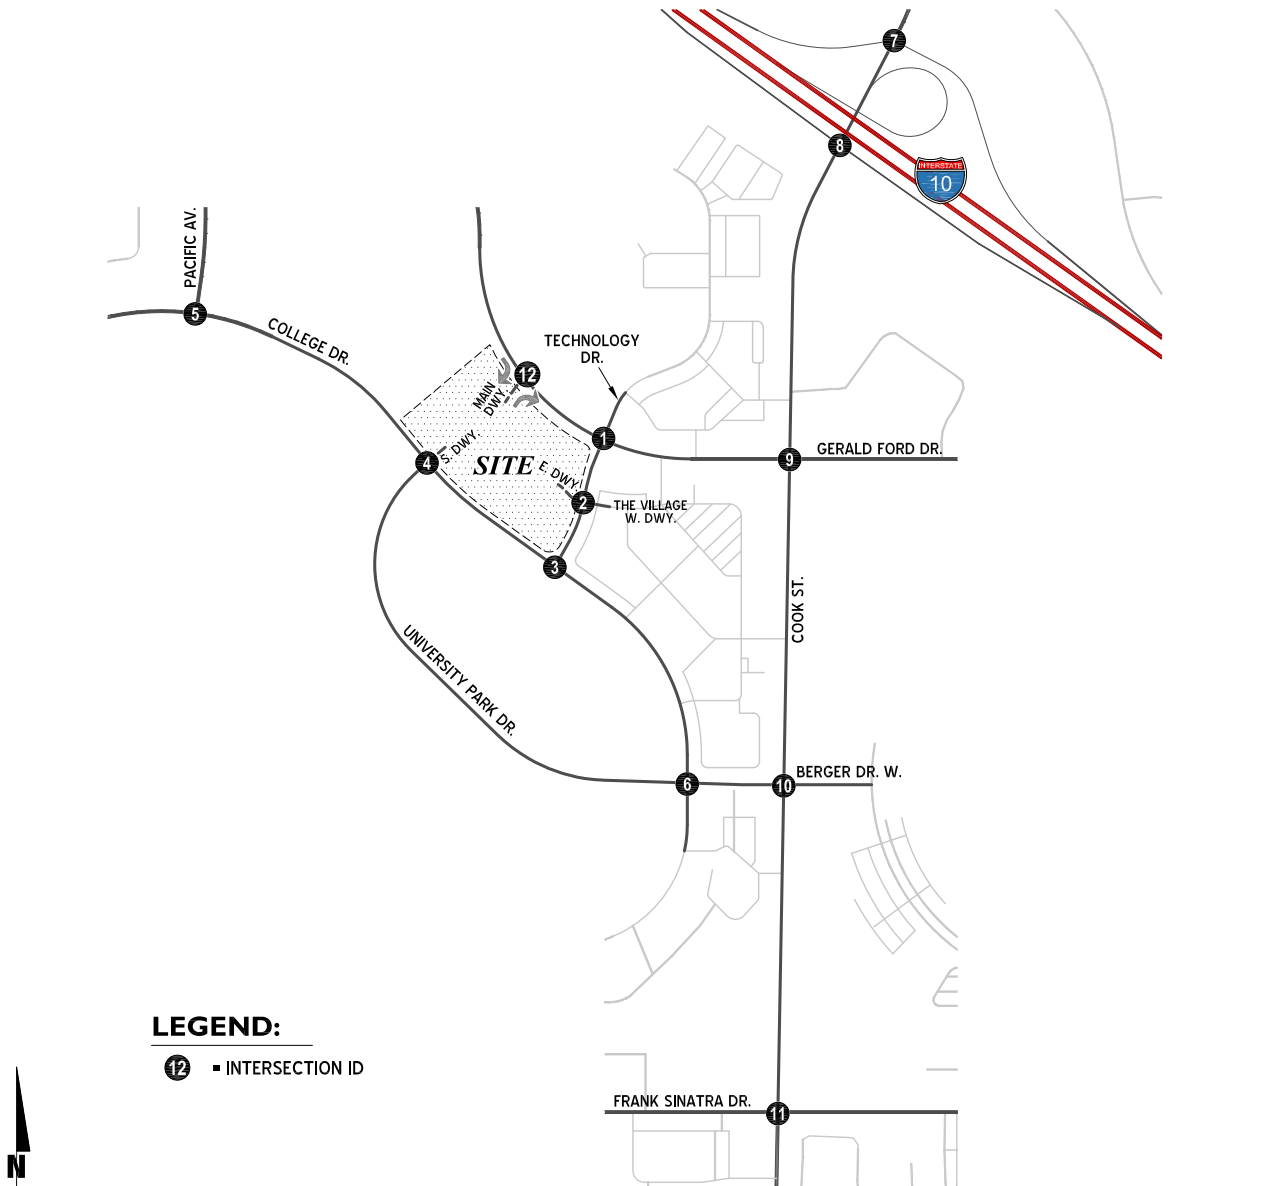 7
8
INTERSTATE
10
PACIFIC AV.
5
COLLEGE DR.
TECHNOLOGY
DR.
12
MAIN
DWY.
1
GERALD FORD DR.
9
4
S. DWY.
SITE
E. DWY.
2
THE VILLAGE
W. DWY.
3
COOK ST.
UNIVERSITY PARK DR.
6
10
BERGER DR. W.
LEGEND:
12 = INTERSECTION ID
FRANK SINATRA DR.
11
N